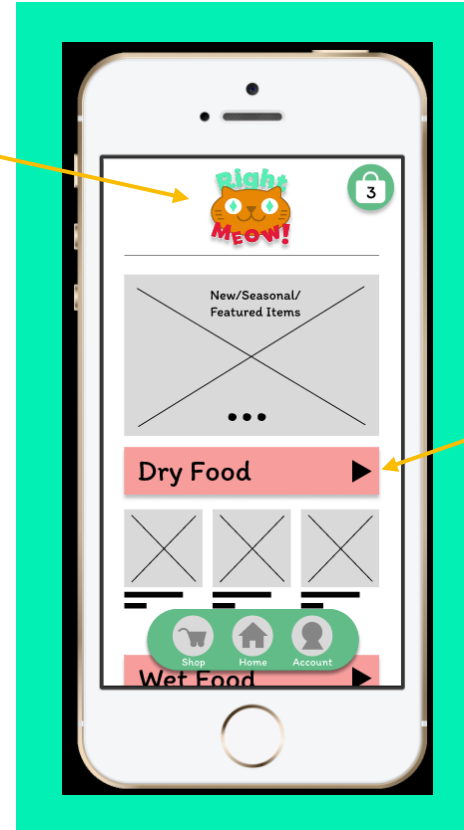 Right
MEOW!
3
New/Seasonal/
Featured Items
Dry Food
Shop
Home
Account
Wet Food